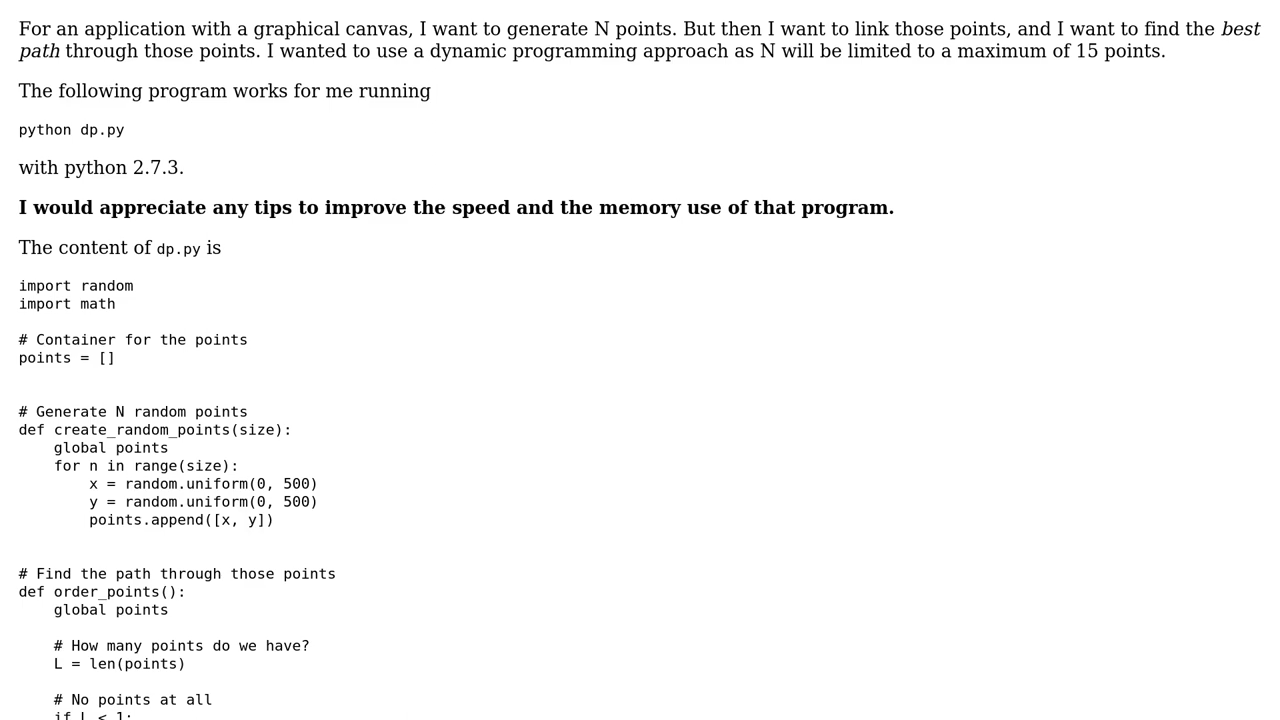 For an application with a graphical canvas, I want to generate N points. But then I want to link those points, and I want to find the best
path through those points. I wanted to use a dynamic programming approach as N will be limited to a maximum of 15 points.
The following program works for me running
python dp.py
with python 2.7.3.
I would appreciate any tips to improve the speed and the memory use of that program.
The content of dp.py is
import random
import math
# Container for the points
points = []
# Generate N random points
def create_random_points(size):
    global points
    for n in range(size):
        x = random.uniform(0, 500)
        y = random.uniform(0, 500)
        points.append([x, y])
# Find the path through those points
def order_points():
    global points
    # How many points do we have?
    L = len(points)
    # No points at all
    if L < 1: